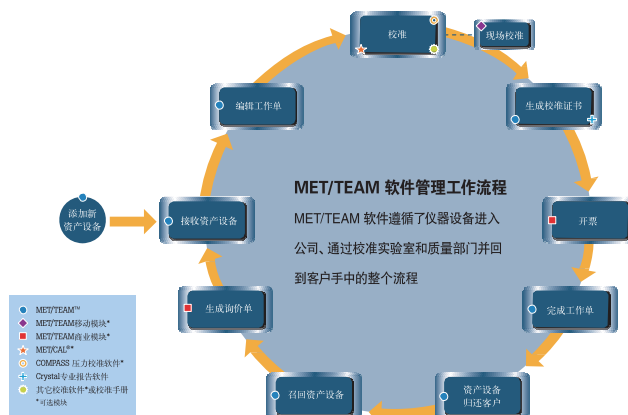 校准
现场校准
编辑工作单
生成校准证书
添加新
资产设备
接收资产设备
MET/TEAM 软件管理工作流程
MET/TEAM 软件遵循了仪器设备进入
公司、通过校准实验室和质量部门并回
到客户手中的整个流程
开票
生成询价单
完成工作单
召回资产设备
资产设备
归还客户
MET/TEAM™
MET/TEAM移动模块*
MET/TEAM商业模块*
MET/CAL®*
COMPASS 压力校准软件*
Crystal专业报告软件
其它校准软件*或校准手册
*可选模块